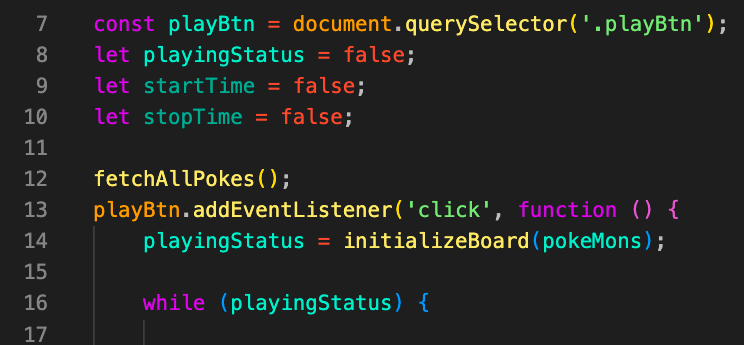 7 const playBtn = document.querySelector('.playBtn');
8 let playingStatus = false;
9 let startTime = false;
10 let stopTime = false;
11
12 fetchAllPokes();
13 playBtn.addEventListener('click', function () {
14 playingStatus = initializeBoard(pokeMons);
15
16 while (playingStatus) {
17